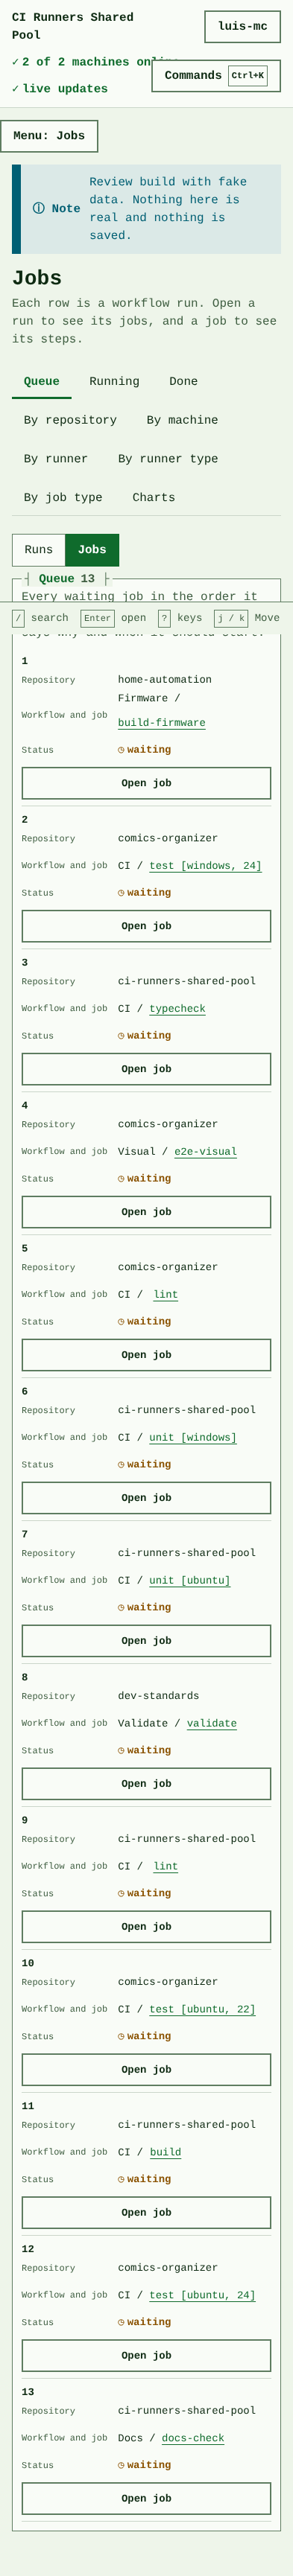 CI Runners Shared
Pool
luis-mc
✓ 2 of 2 machines
Commands Ctrl+K
✓ live updates
Menu: Jobs
ⓘ Note
Review build with fake
data. Nothing here is
real and nothing is
saved.
Jobs
Each row is a workflow run. Open a
run to see its jobs, and a job to see
its steps.
Queue Running Done
By repository By machine
By runner By runner type
By job type Charts
Runs Jobs
Queue 13
Every waiting job in the order it
/ search Enter open ? keys j / k Move
says why and when it should start.
1
Repository home-automation
Workflow and job Firmware /
build-firmware
Status ◷ waiting
Open job
2
Repository comics-organizer
Workflow and job CI / test [windows, 24]
Status ◷ waiting
Open job
3
Repository ci-runners-shared-pool
Workflow and job CI / typecheck
Status ◷ waiting
Open job
4
Repository comics-organizer
Workflow and job Visual / e2e-visual
Status ◷ waiting
Open job
5
Repository comics-organizer
Workflow and job CI / lint
Status ◷ waiting
Open job
6
Repository ci-runners-shared-pool
Workflow and job CI / unit [windows]
Status ◷ waiting
Open job
7
Repository ci-runners-shared-pool
Workflow and job CI / unit [ubuntu]
Status ◷ waiting
Open job
8
Repository dev-standards
Workflow and job Validate / validate
Status ◷ waiting
Open job
9
Repository ci-runners-shared-pool
Workflow and job CI / lint
Status ◷ waiting
Open job
10
Repository comics-organizer
Workflow and job CI / test [ubuntu, 22]
Status ◷ waiting
Open job
11
Repository ci-runners-shared-pool
Workflow and job CI / build
Status ◷ waiting
Open job
12
Repository comics-organizer
Workflow and job CI / test [ubuntu, 24]
Status ◷ waiting
Open job
13
Repository ci-runners-shared-pool
Workflow and job Docs / docs-check
Status ◷ waiting
Open job